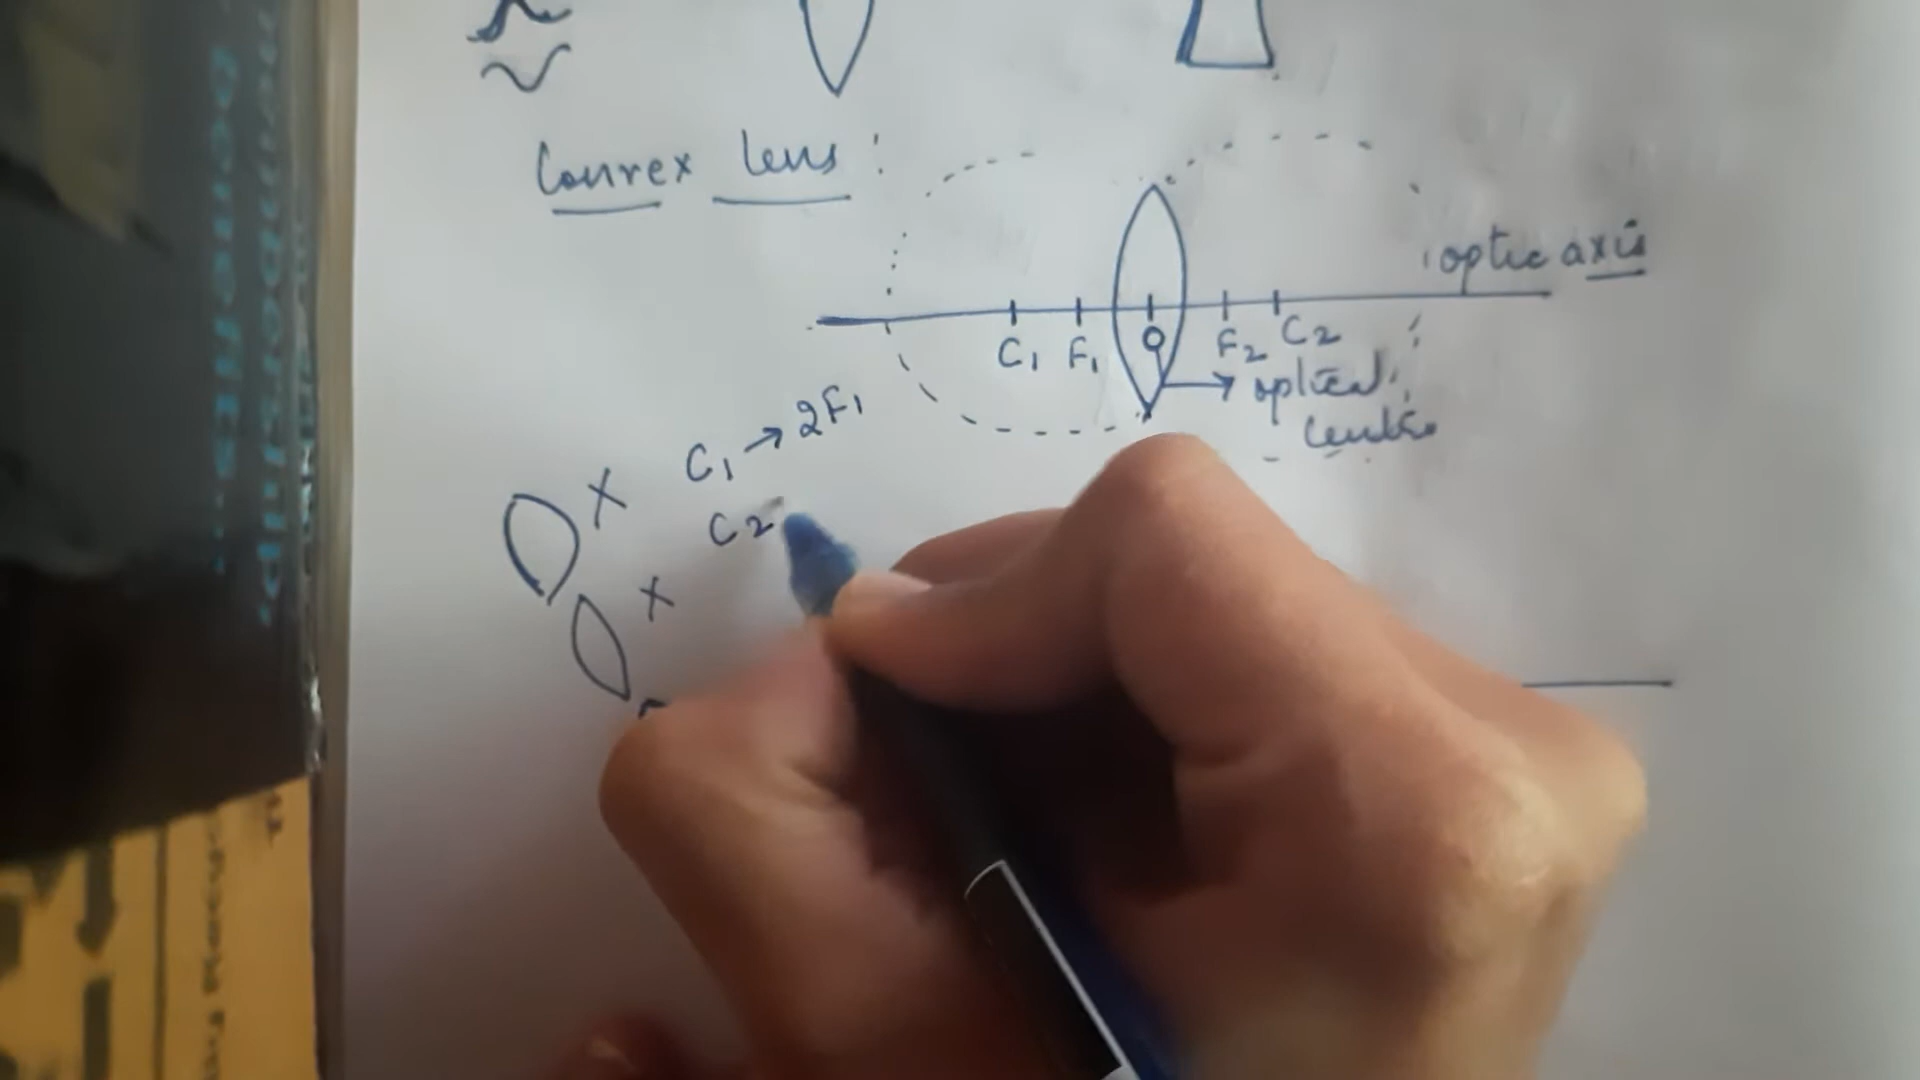 Convex lens :
optic axis
C1 F1 O F2 C2
optical
centre
C1 → 2F1
C2
x
x